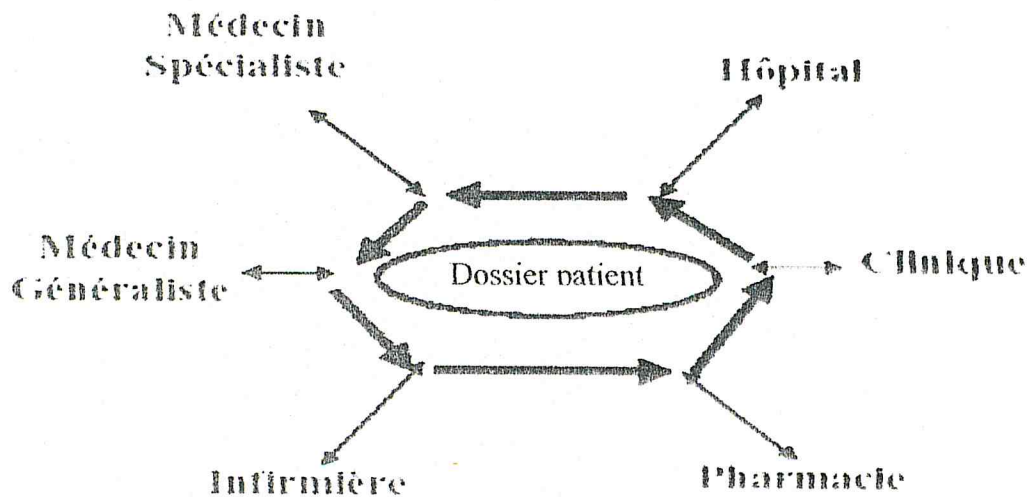 Médecin
Spécialiste
Hôpital
Médecin
Généraliste
Dossier patient
Clinique
Infirmière
Pharmacie